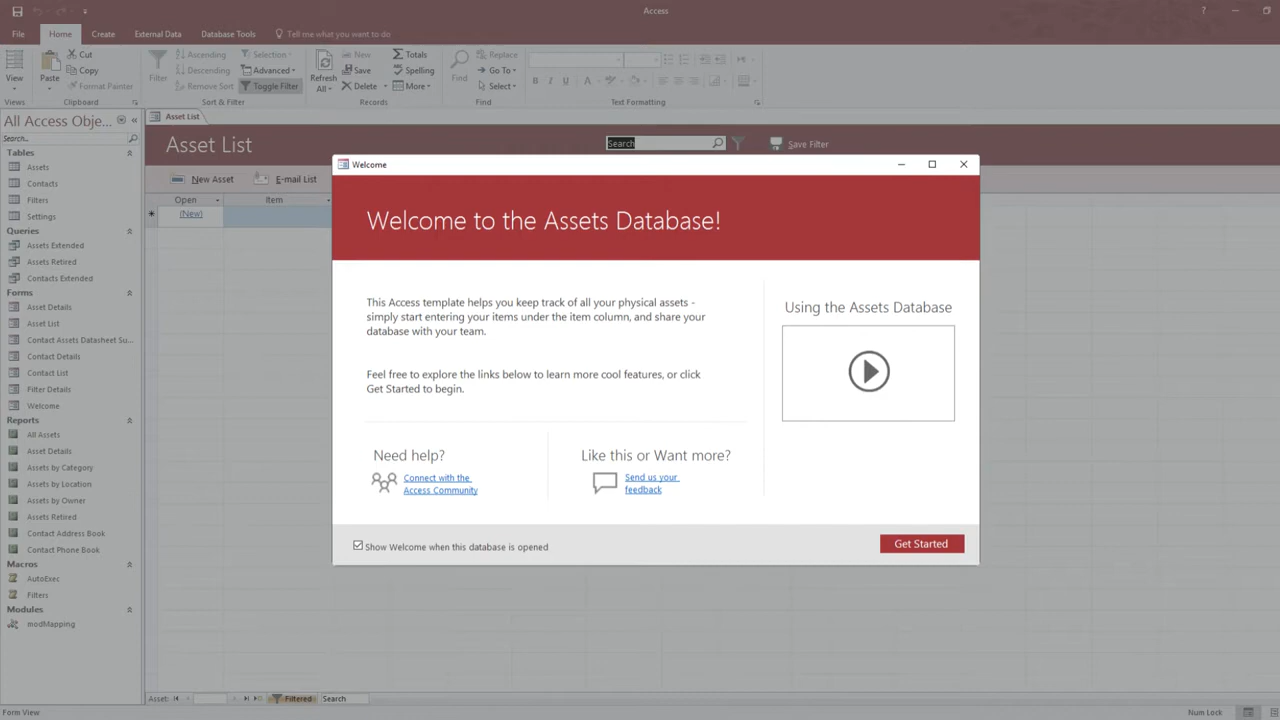 Access
File
Home
Create
External Data
Database Tools
Tell me what you want to do
View
Views
Paste
Cut
Copy
Format Painter
Clipboard
Filter
Ascending
Descending
Remove Sort
Selection
Advanced
Toggle Filter
Sort & Filter
Refresh
All
New
Save
Delete
Totals
Spelling
More
Records
Find
Replace
Go To
Select
Find
B I U
A
Text Formatting
All Access Obje...
Search...
Tables
Assets
Contacts
Filters
Settings
Queries
Assets Extended
Assets Retired
Contacts Extended
Forms
Asset Details
Asset List
Contact Assets Datasheet Su...
Contact Details
Contact List
Filter Details
Welcome
Reports
All Assets
Asset Details
Assets by Category
Assets by Location
Assets by Owner
Assets Retired
Contact Address Book
Contact Phone Book
Macros
AutoExec
Filters
Modules
modMapping
Asset List
Asset List
Search
Save Filter
New Asset
E-mail List
Open
Item
(New)
Welcome
Welcome to the Assets Database!
This Access template helps you keep track of all your physical assets -
simply start entering your items under the item column, and share your
database with your team.
Feel free to explore the links below to learn more cool features, or click
Get Started to begin.
Using the Assets Database
Need help?
Connect with the
Access Community
Like this or Want more?
Send us your
feedback
Show Welcome when this database is opened
Get Started
Asset:
Filtered
Search
Form View
Num Lock